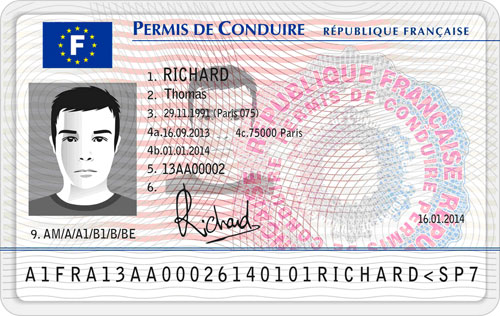 F
PERMIS DE CONDUIRE RÉPUBLIQUE FRANÇAISE
1. RICHARD
2. Thomas
3. 29.11.1991 (Paris 075)
4a.16.09.2013 4c.75000 Paris
4b.01.01.2014
5. 13AA00002
6.
Richard
RÉPUBLIQUE FRANÇAISE
PERMIS DE CONDUIRE
16.01.2014
9. AM/A/A1/B1/B/BE
A1FRA13AA00026140101RICHARD<SP7